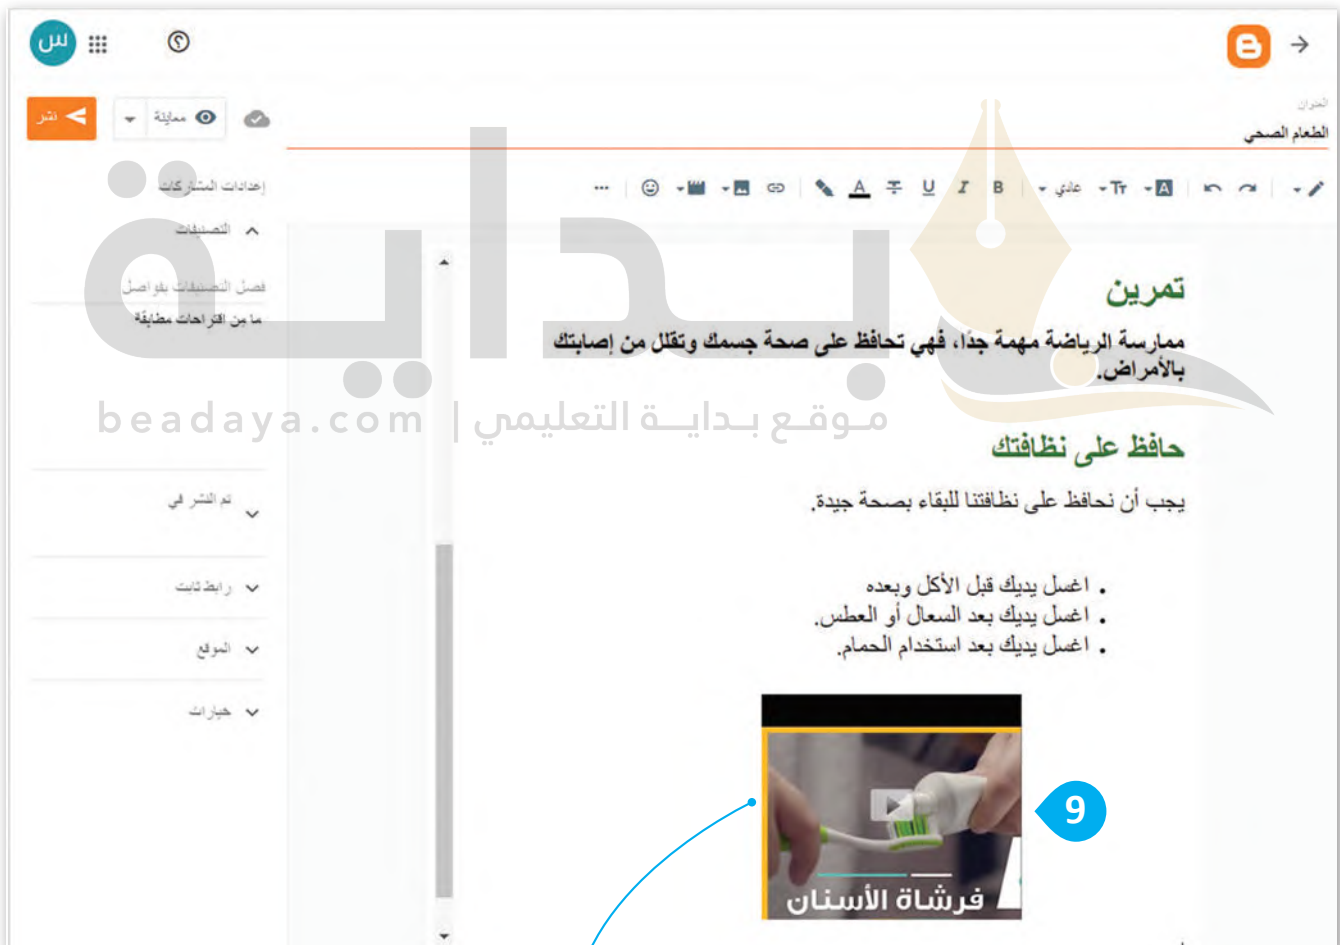 س
العنوان
الطعام الصحي
نشر
معاينة
عادي
B I U A
إعدادات المشاركات
التصنيفات
فصل التصنيفات بفواصل
ما مِن اقتراحات مطابقة
تم النشر في
رابط ثابت
الموقع
خيارات
تمرين
ممارسة الرياضة مهمة جدًا، فهي تحافظ على صحة جسمك وتقلل من إصابتك
بالأمراض.
حافظ على نظافتك
يجب أن نحافظ على نظافتنا للبقاء بصحة جيدة.
• اغسل يديك قبل الأكل وبعده
• اغسل يديك بعد السعال أو العطس.
• اغسل يديك بعد استخدام الحمام.
فرشاة الأسنان
9
بداية
موقع بداية التعليمي | beadaya.com